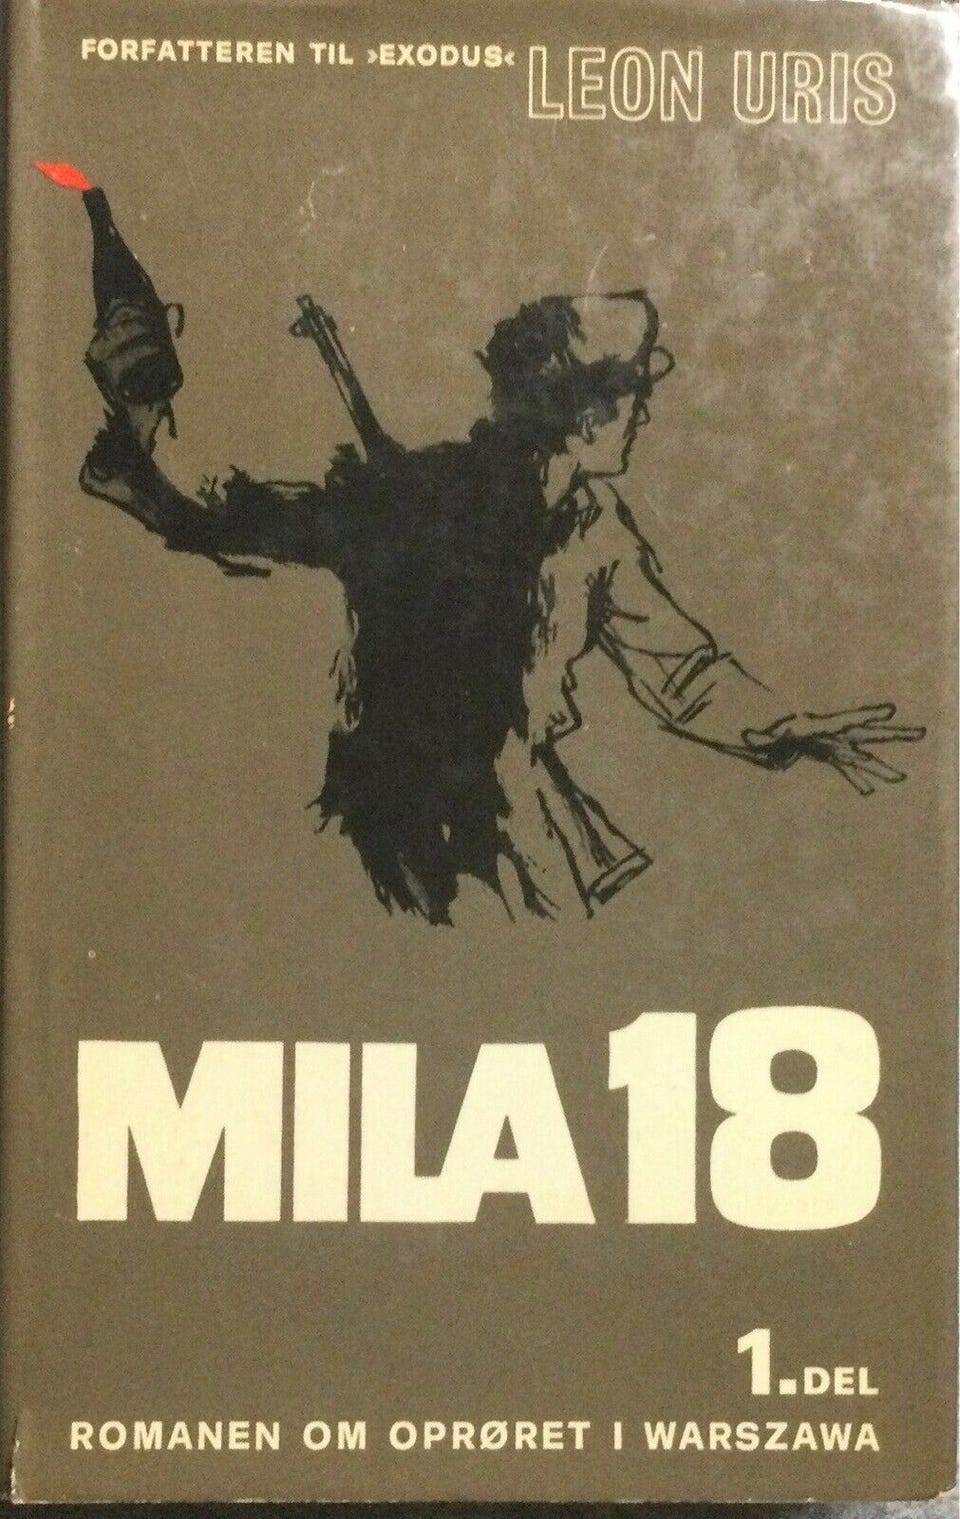 FORFATTEREN TIL ›EXODUS‹ LEON URIS
MILA 18
1. DEL
ROMANEN OM OPRØRET I WARSZAWA